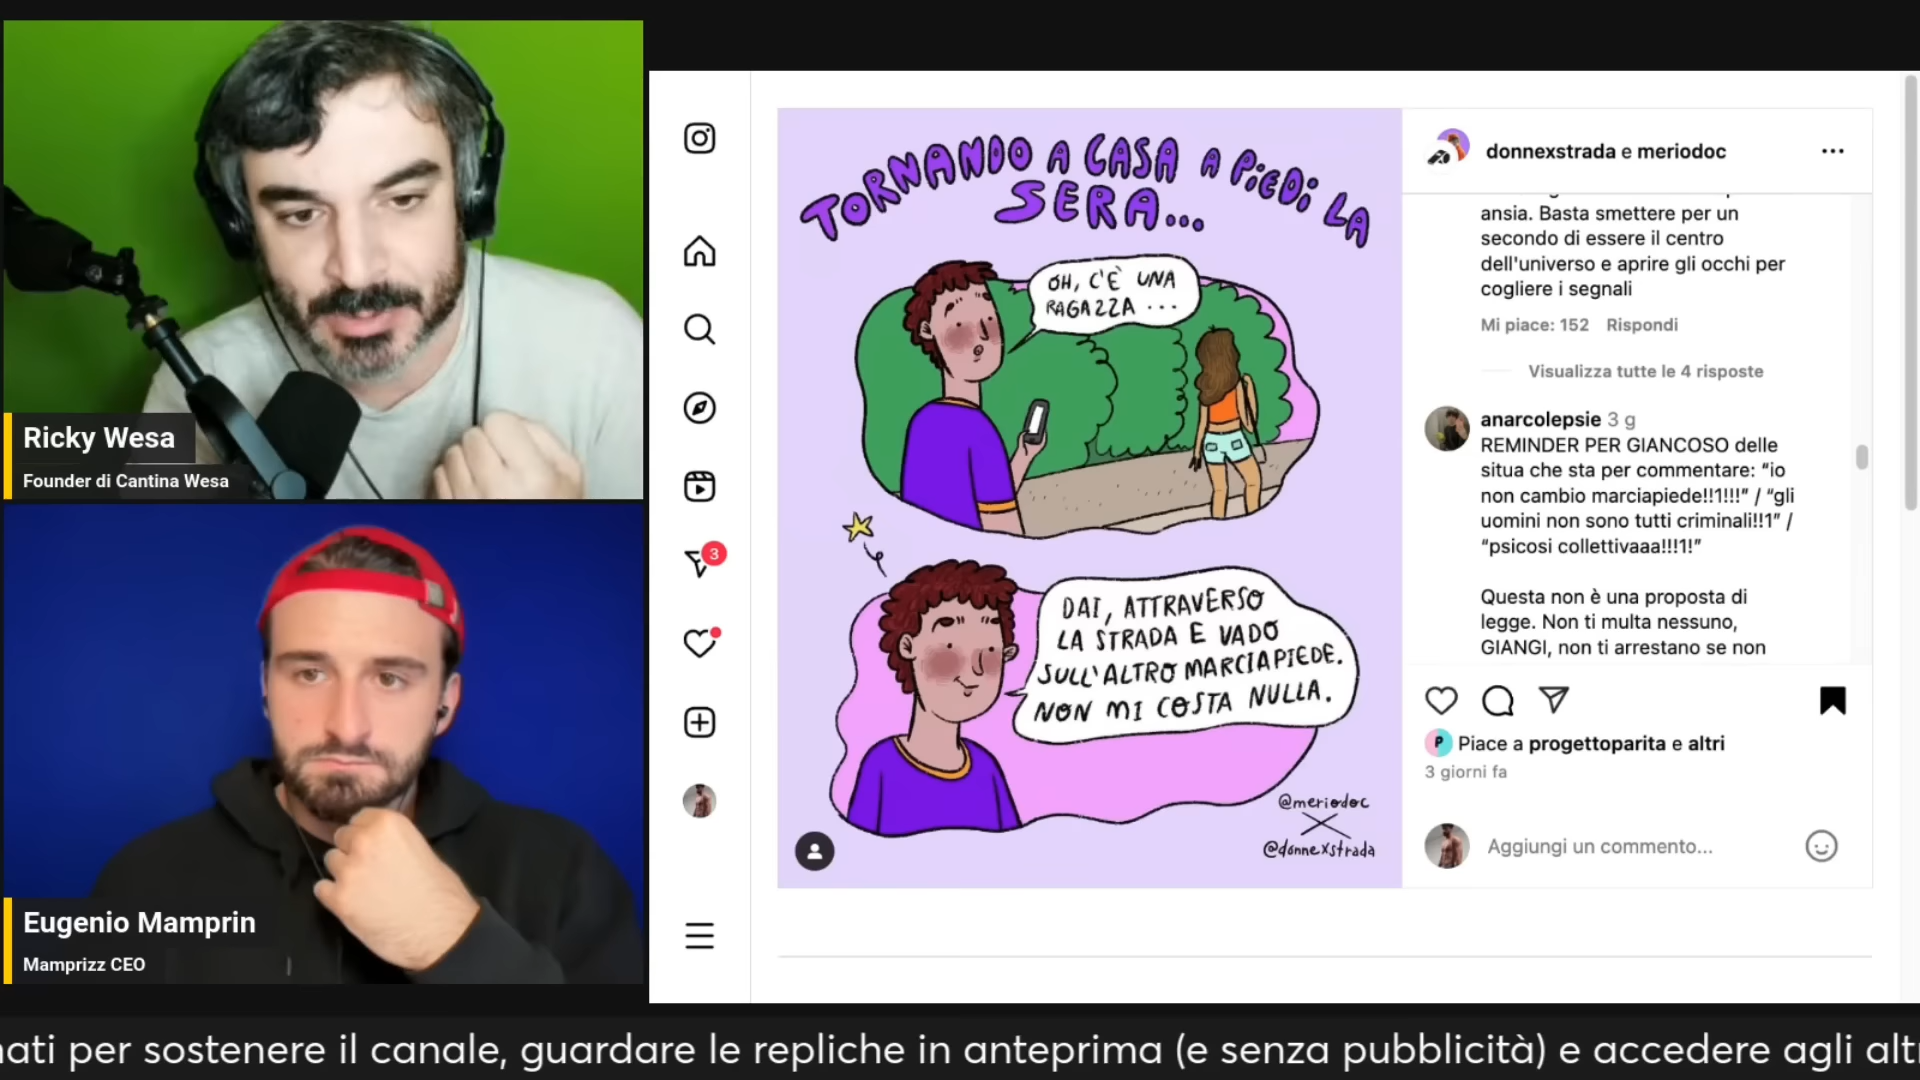 Ricky Wesa
Founder di Cantina Wesa
Eugenio Mamprin
Mamprizz CEO
3
TORNANDO A CASA A PIEDI LA
SERA...
OH, C'È UNA
RAGAZZA ...
DAI, ATTRAVERSO
LA STRADA E VADO
SULL'ALTRO MARCIAPIEDE.
NON MI COSTA NULLA.
@meriodoc
X
@donnexstrada
donnexstrada e meriodoc
ansia. Basta smettere per un
secondo di essere il centro
dell'universo e aprire gli occhi per
cogliere i segnali
Mi piace: 152 Rispondi
Visualizza tutte le 4 risposte
anarcolepsie 3 g
REMINDER PER GIANCOSO delle
situa che sta per commentare: “io
non cambio marciapiede!!1!!!” / “gli
uomini non sono tutti criminali!!1” /
“psicosi collettivaaa!!!1!”
Questa non è una proposta di
legge. Non ti multa nessuno,
GIANGI, non ti arrestano se non
P
Piace a progettoparita e altri
3 giorni fa
Aggiungi un commento...
per sostenere il canale, guardare le repliche in anteprima (e senza pubblicità) e accedere agli